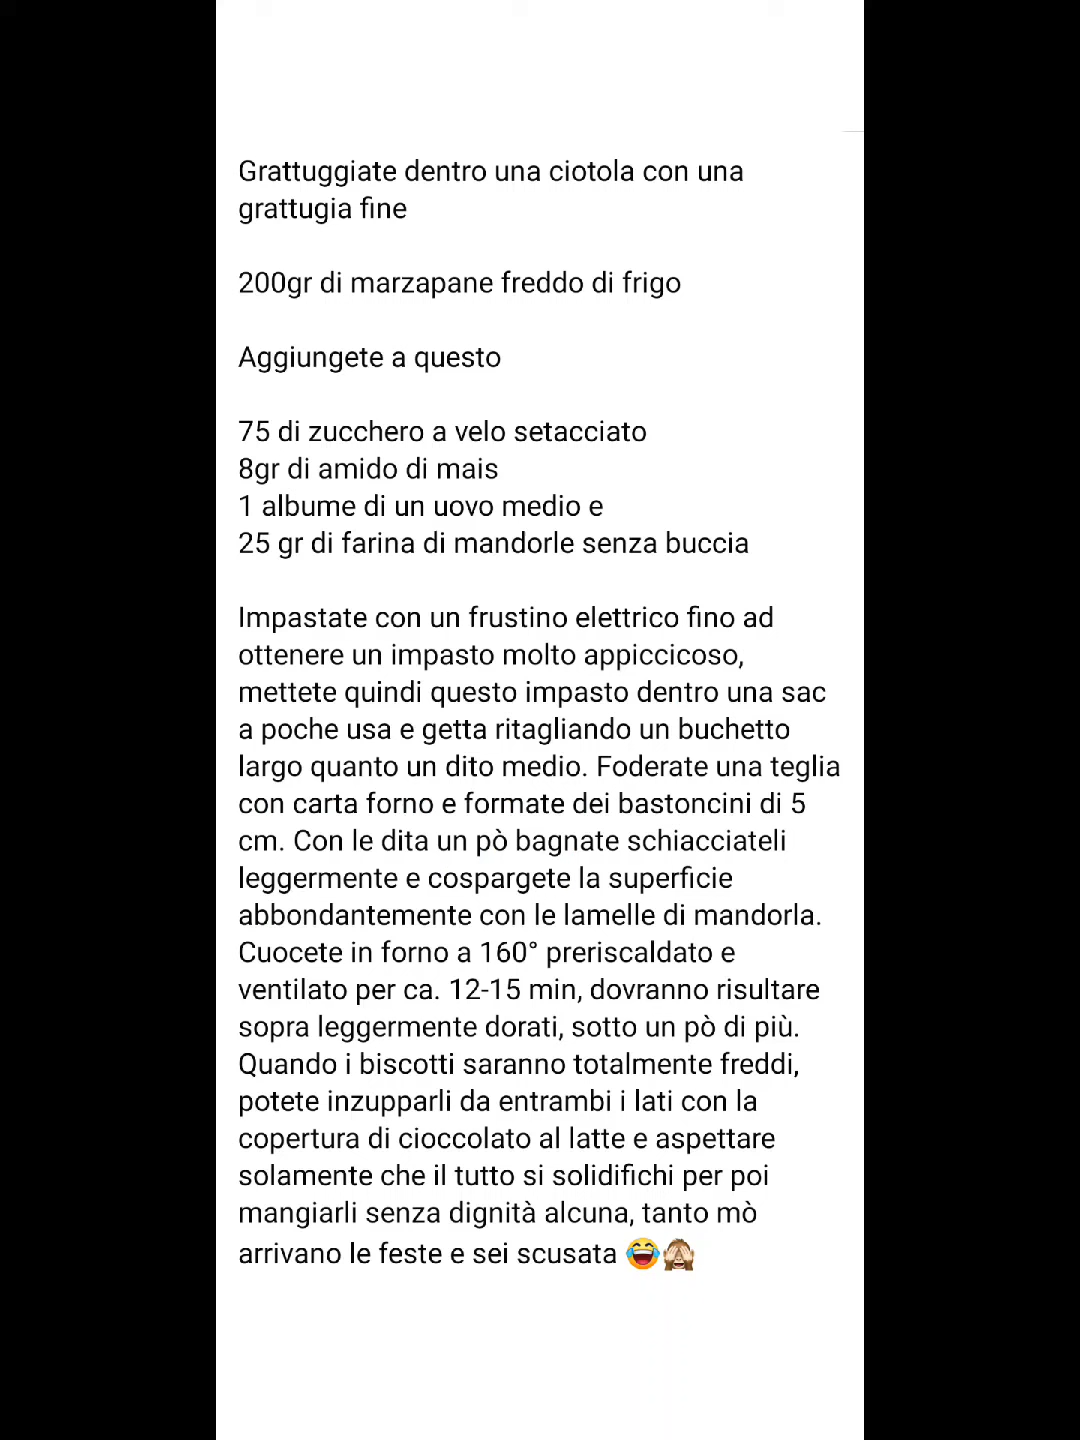 Grattuggiate dentro una ciotola con una
grattugia fine
200gr di marzapane freddo di frigo
Aggiungete a questo
75 di zucchero a velo setacciato
8gr di amido di mais
1 albume di un uovo medio e
25 gr di farina di mandorle senza buccia
Impastate con un frustino elettrico fino ad
ottenere un impasto molto appiccicoso,
mettete quindi questo impasto dentro una sac
a poche usa e getta ritagliando un buchetto
largo quanto un dito medio. Foderate una teglia
con carta forno e formate dei bastoncini di 5
cm. Con le dita un pò bagnate schiacciateli
leggermente e cospargete la superficie
abbondantemente con le lamelle di mandorla.
Cuocete in forno a 160° preriscaldato e
ventilato per ca. 12-15 min, dovranno risultare
sopra leggermente dorati, sotto un pò di più.
Quando i biscotti saranno totalmente freddi,
potete inzupparli da entrambi i lati con la
copertura di cioccolato al latte e aspettare
solamente che il tutto si solidifichi per poi
mangiarli senza dignità alcuna, tanto mò
arrivano le feste e sei scusata 😂🙈